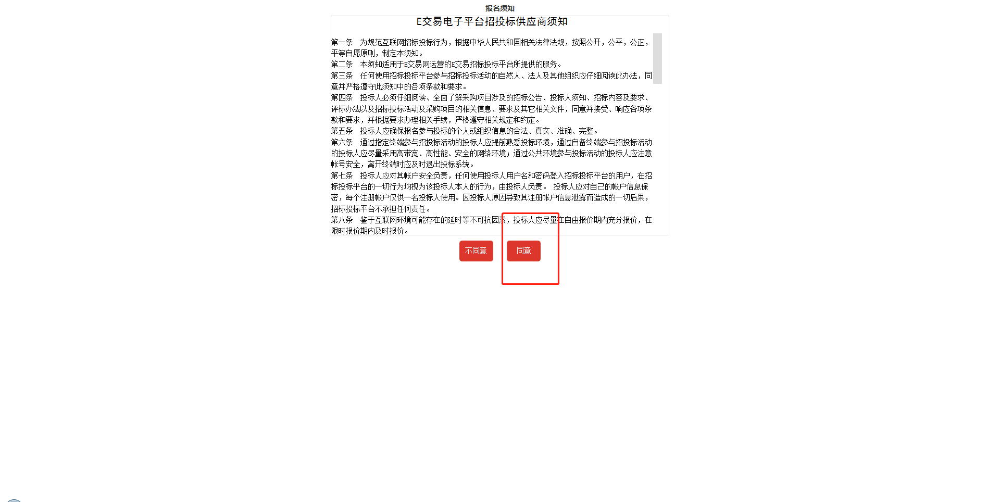 报名须知
E交易电子平台招投标供应商须知
第一条　为规范互联网招标投标行为，根据中华人民共和国相关法律法规，按照公开，公平，公正，
平等自愿原则，制定本须知。
第二条　本须知适用于E交易网运营的E交易招标投标平台所提供的服务。
第三条　任何使用招标投标平台参与招标投标活动的自然人、法人及其他组织应仔细阅读此办法，同
意并严格遵守此须知中的各项条款和要求。
第四条　投标人必须仔细阅读、全面了解采购项目涉及的招标公告、投标人须知、招标内容及要求、
评标办法以及招标投标活动及采购项目的相关信息、要求及其它相关文件，同意并接受、响应各项条
款和要求，并根据要求办理相关手续，严格遵守相关规定和约定。
第五条　投标人应确保报名参与投标的个人或组织信息的合法、真实、准确、完整。
第六条　通过指定终端参与招投标活动的投标人应提前熟悉投标环境，通过自备终端参与招投标活动
的投标人应尽量采用高带宽、高性能、安全的网络环境；通过公共环境参与投标活动的投标人应注意
帐号安全，离开终端时应及时退出投标系统。
第七条　投标人应对其帐户安全负责，任何使用投标人用户名和密码登入招标投标平台的用户，在招
标投标平台的一切行为均视为该投标人本人的行为，由投标人负责。 投标人应对自己的帐户信息保
密，每个注册帐户仅供一名投标人使用。因投标人原因导致其注册帐户信息泄露而造成的一切后果，
招标投标平台不承担任何责任。
第八条　鉴于互联网环境可能存在的延时等不可抗因素，投标人应尽量在自由报价期内充分报价，在
限时报价期内及时报价。
不同意 同意